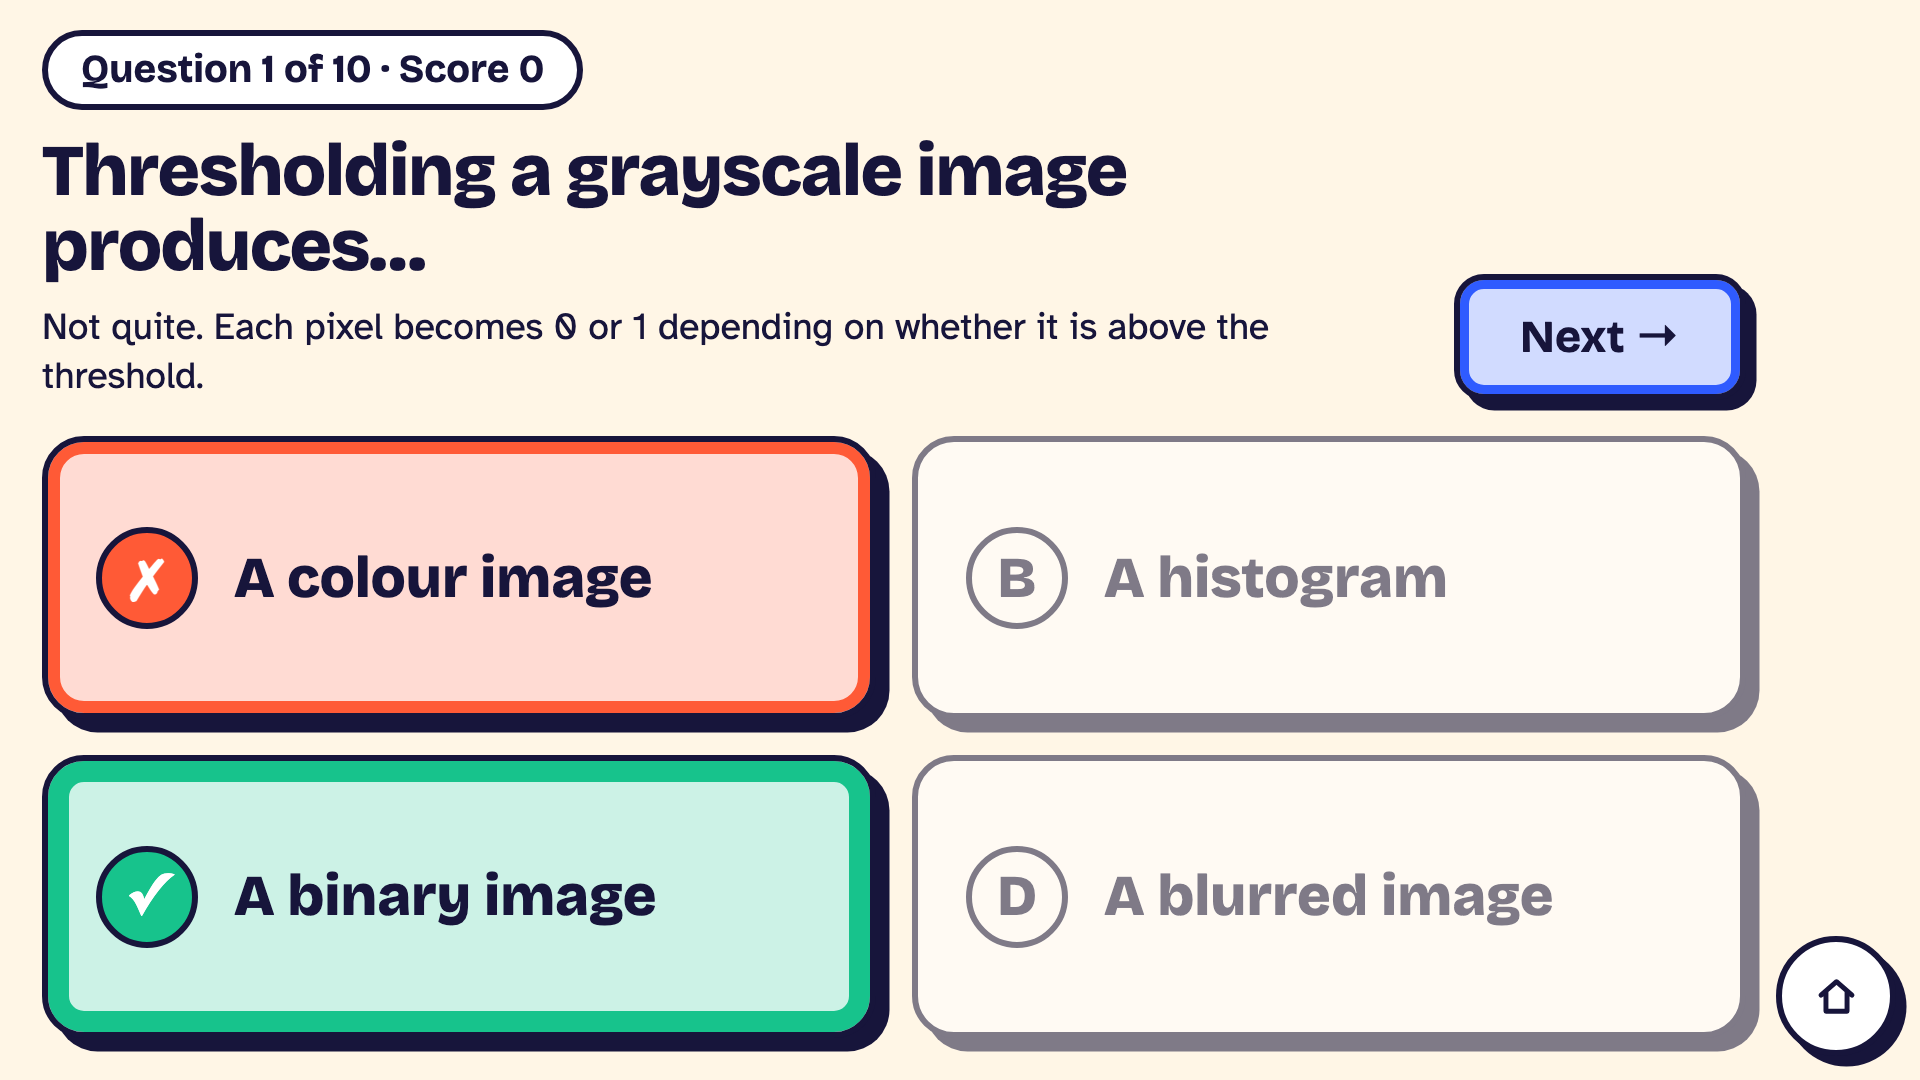 Question 1 of 10 · Score 0
Thresholding a grayscale image
produces...
Not quite. Each pixel becomes 0 or 1 depending on whether it is above the
threshold.
Next →
✗ A colour image
B A histogram
✓ A binary image
D A blurred image